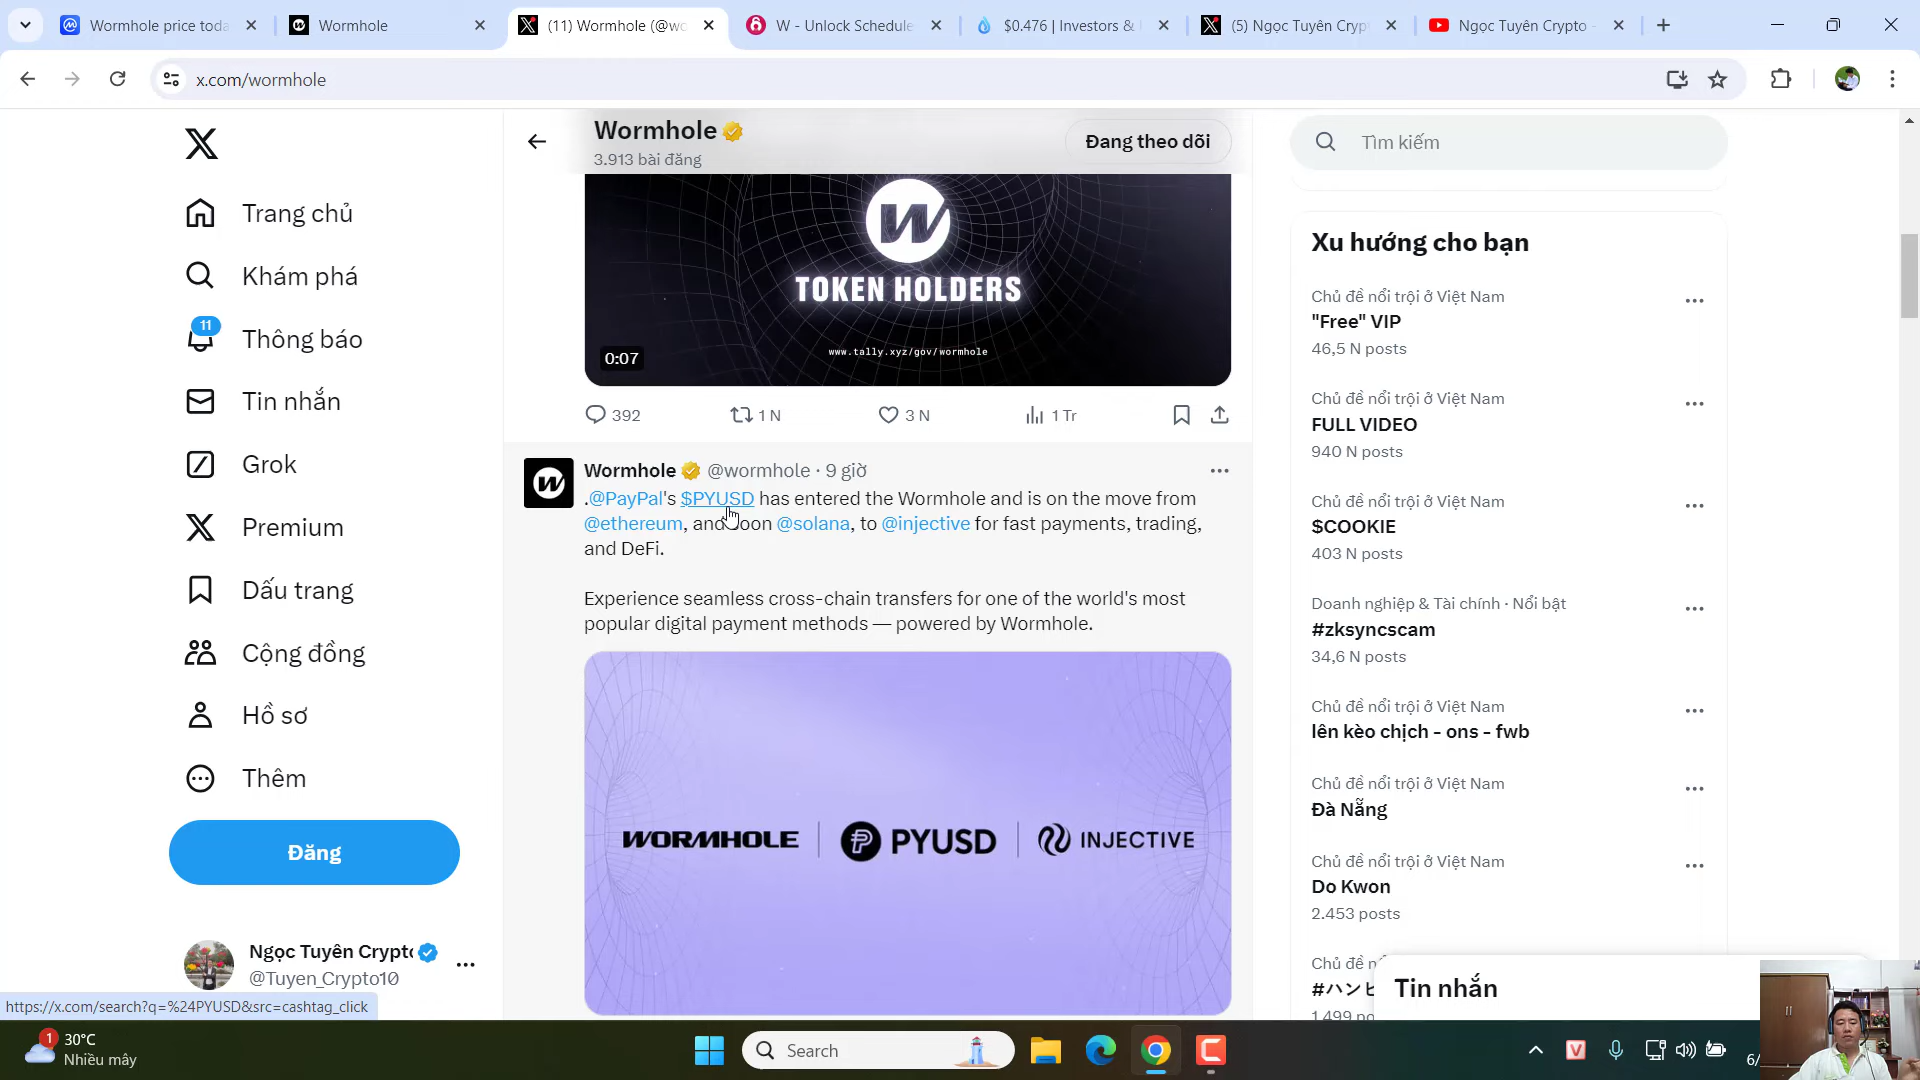 Wormhole price toda
Wormhole
(11) Wormhole (@wo
W - Unlock Schedule
$0.476 | Investors &
(5) Ngọc Tuyên Cryp
Ngọc Tuyên Crypto -
x.com/wormhole
Wormhole
3.913 bài đăng
Đang theo dõi
Tìm kiếm
Trang chủ
Khám phá
11
Thông báo
Tin nhắn
Grok
Premium
Dấu trang
Cộng đồng
Hồ sơ
Thêm
Đăng
Ngọc Tuyên Crypto
@Tuyen_Crypto10
https://x.com/search?q=%24PYUSD&src=cashtag_click
TOKEN HOLDERS
www.tally.xyz/gov/wormhole
0:07
392
1 N
3 N
1 Tr
Wormhole @wormhole · 9 giờ
.@PayPal's $PYUSD has entered the Wormhole and is on the move from
@ethereum, and soon @solana, to @injective for fast payments, trading,
and DeFi.
Experience seamless cross-chain transfers for one of the world's most
popular digital payment methods — powered by Wormhole.
WORMHOLE | PYUSD | INJECTIVE
Xu hướng cho bạn
Chủ đề nổi trội ở Việt Nam
"Free" VIP
46,5 N posts
Chủ đề nổi trội ở Việt Nam
FULL VIDEO
940 N posts
Chủ đề nổi trội ở Việt Nam
$COOKIE
403 N posts
Doanh nghiệp & Tài chính · Nổi bật
#zksyncscam
34,6 N posts
Chủ đề nổi trội ở Việt Nam
lên kèo chịch - ons - fwb
Chủ đề nổi trội ở Việt Nam
Đà Nẵng
Chủ đề nổi trội ở Việt Nam
Do Kwon
2.453 posts
Chủ đề n
#ハンビ
1.499 po
Tin nhắn
1
30°C
Nhiều mây
Search
6/